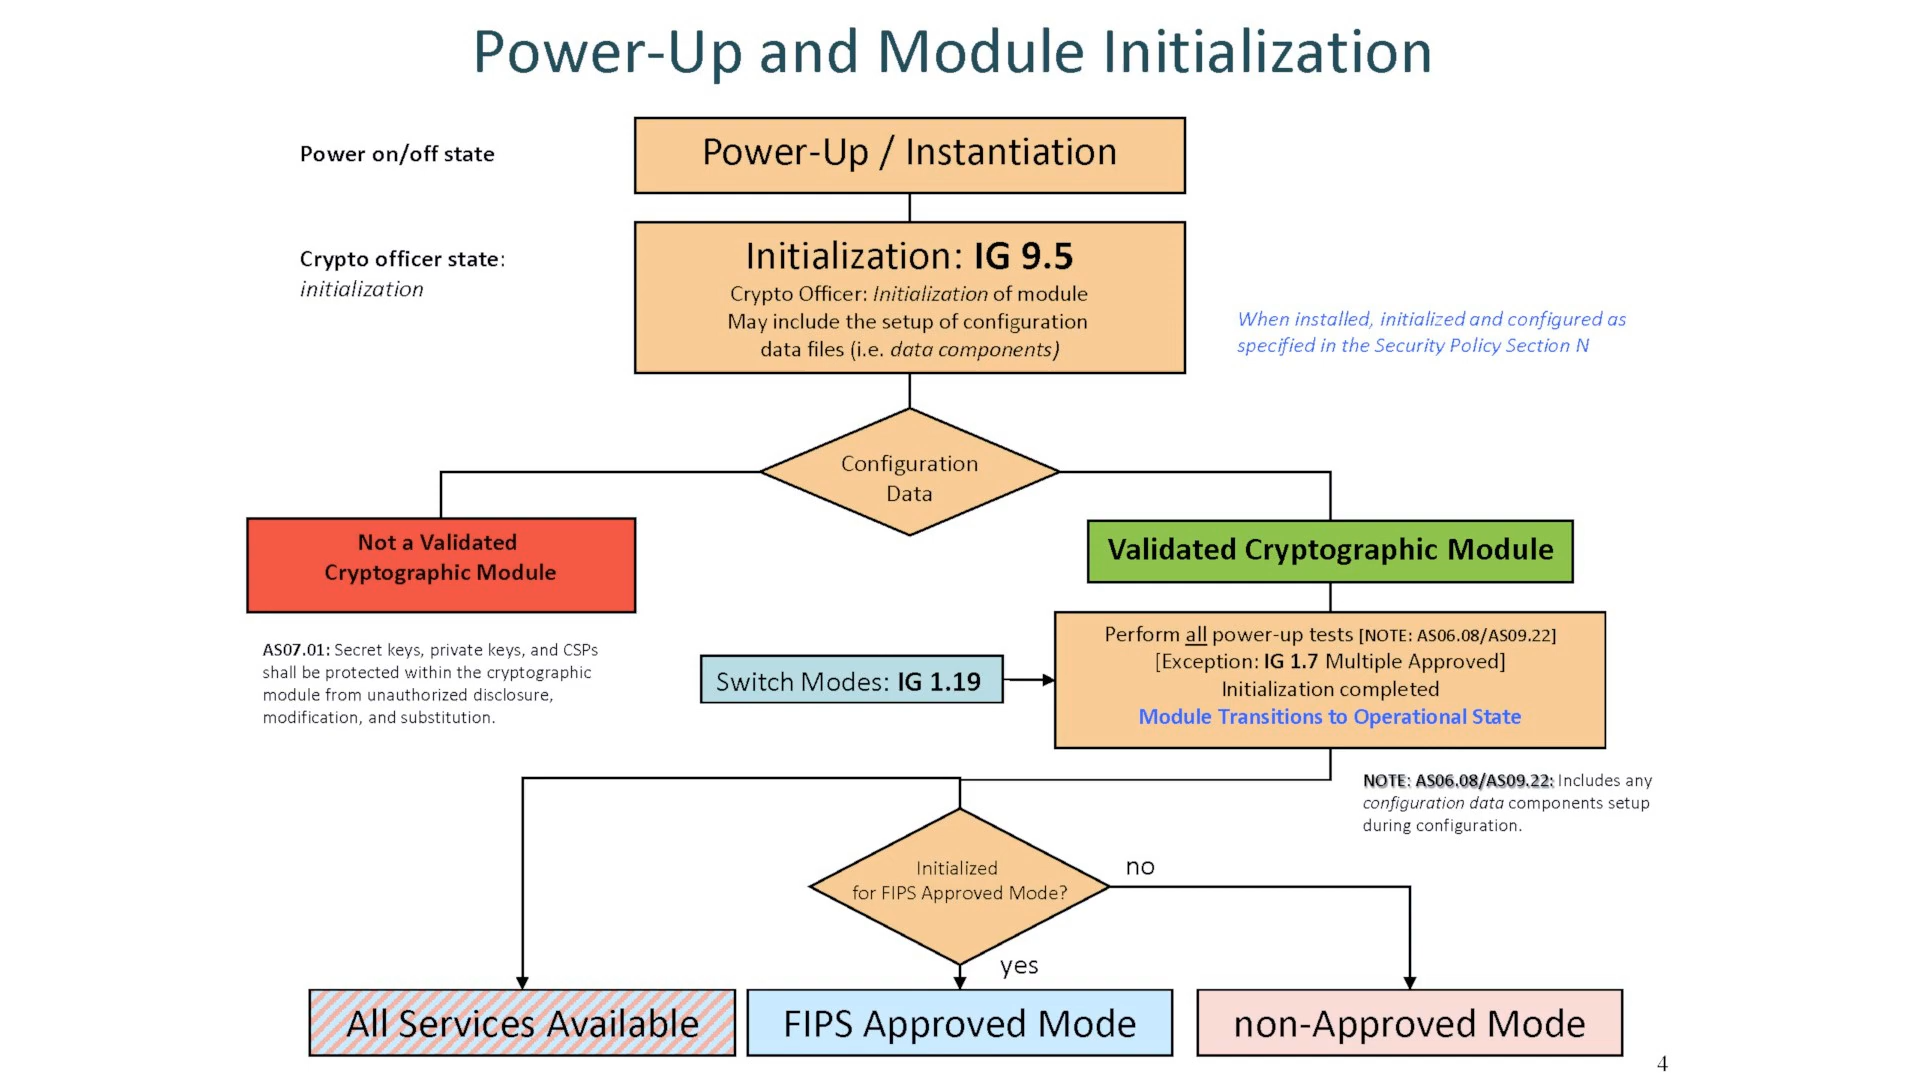 Power-Up and Module Initialization
Power on/off state
Power-Up / Instantiation
Crypto officer state:
initialization
Initialization: IG 9.5
Crypto Officer: Initialization of module
May include the setup of configuration
data files (i.e. data components)
When installed, initialized and configured as
specified in the Security Policy Section N
Configuration
Data
Not a Validated
Cryptographic Module
Validated Cryptographic Module
AS07.01: Secret keys, private keys, and CSPs
shall be protected within the cryptographic
module from unauthorized disclosure,
modification, and substitution.
Switch Modes: IG 1.19
Perform all power-up tests [NOTE: AS06.08/AS09.22]
[Exception: IG 1.7 Multiple Approved]
Initialization completed
Module Transitions to Operational State
NOTE: AS06.08/AS09.22: Includes any
configuration data components setup
during configuration.
Initialized
for FIPS Approved Mode?
no
yes
All Services Available
FIPS Approved Mode
non-Approved Mode
4